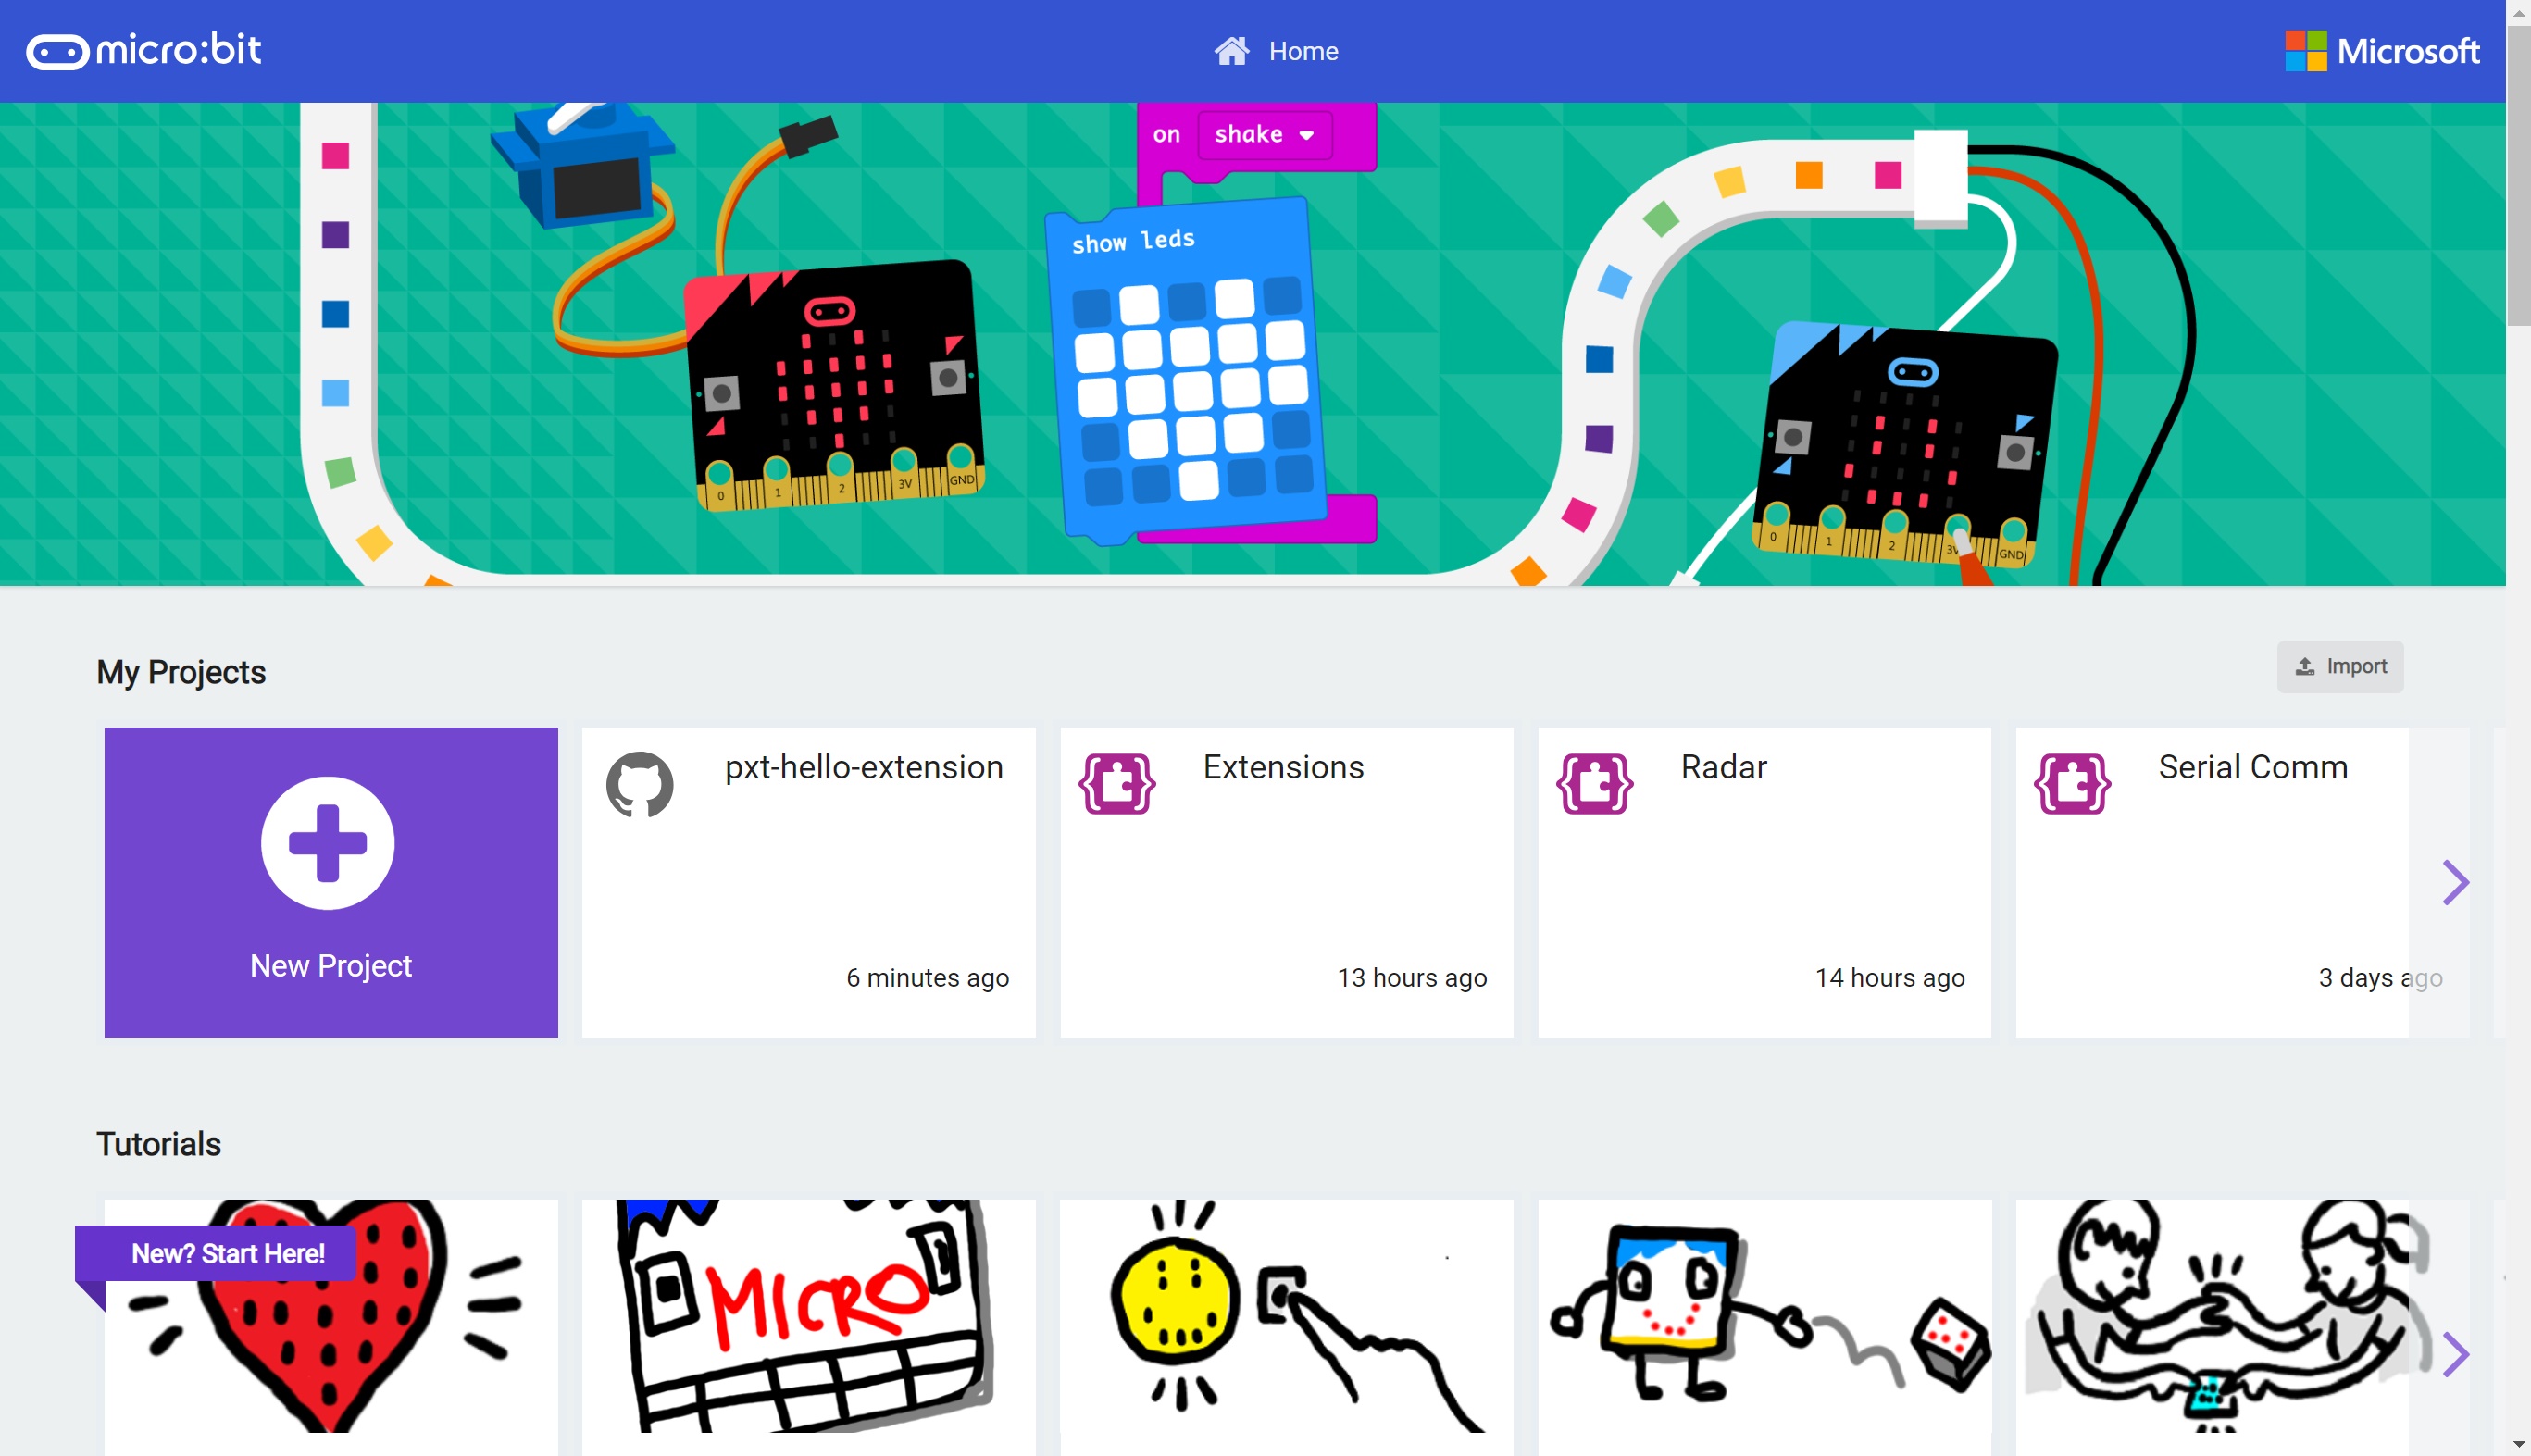 micro:bit
Home
Microsoft
on shake
show leds
0 1 2 3V GND
0 1 2 3V GND
My Projects
Import
New Project
pxt-hello-extension
6 minutes ago
Extensions
13 hours ago
Radar
14 hours ago
Serial Comm
3 days ago
Tutorials
New? Start Here!
MICRO